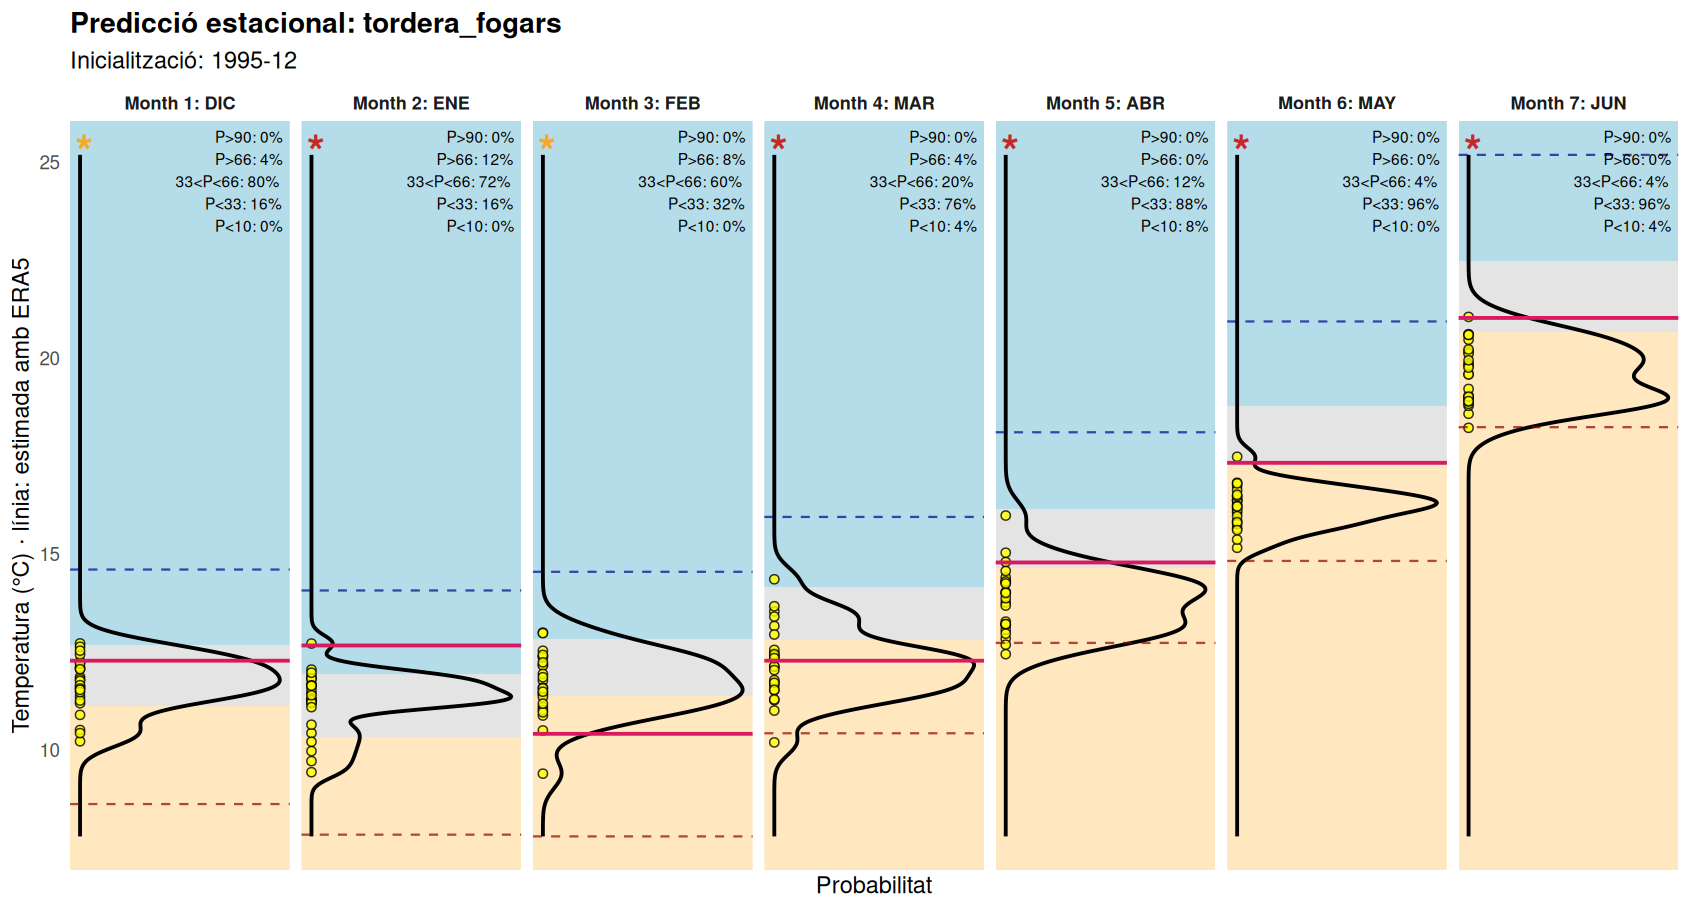 Predicció estacional: tordera_fogars
Inicialització: 1995-12
Month 1: DIC
Month 2: ENE
Month 3: FEB
Month 4: MAR
Month 5: ABR
Month 6: MAY
Month 7: JUN
*
P>90: 0%
P>66: 4%
33<P<66: 80%
P<33: 16%
P<10: 0%
*
P>90: 0%
P>66: 12%
33<P<66: 72%
P<33: 16%
P<10: 0%
*
P>90: 0%
P>66: 8%
33<P<66: 60%
P<33: 32%
P<10: 0%
*
P>90: 0%
P>66: 4%
33<P<66: 20%
P<33: 76%
P<10: 4%
*
P>90: 0%
P>66: 0%
33<P<66: 12%
P<33: 88%
P<10: 8%
*
P>90: 0%
P>66: 0%
33<P<66: 4%
P<33: 96%
P<10: 0%
*
P>90: 0%
P>66: 0%
33<P<66: 4%
P<33: 96%
P<10: 4%
25
20
15
10
Temperatura (°C) · línia: estimada amb ERA5
Probabilitat